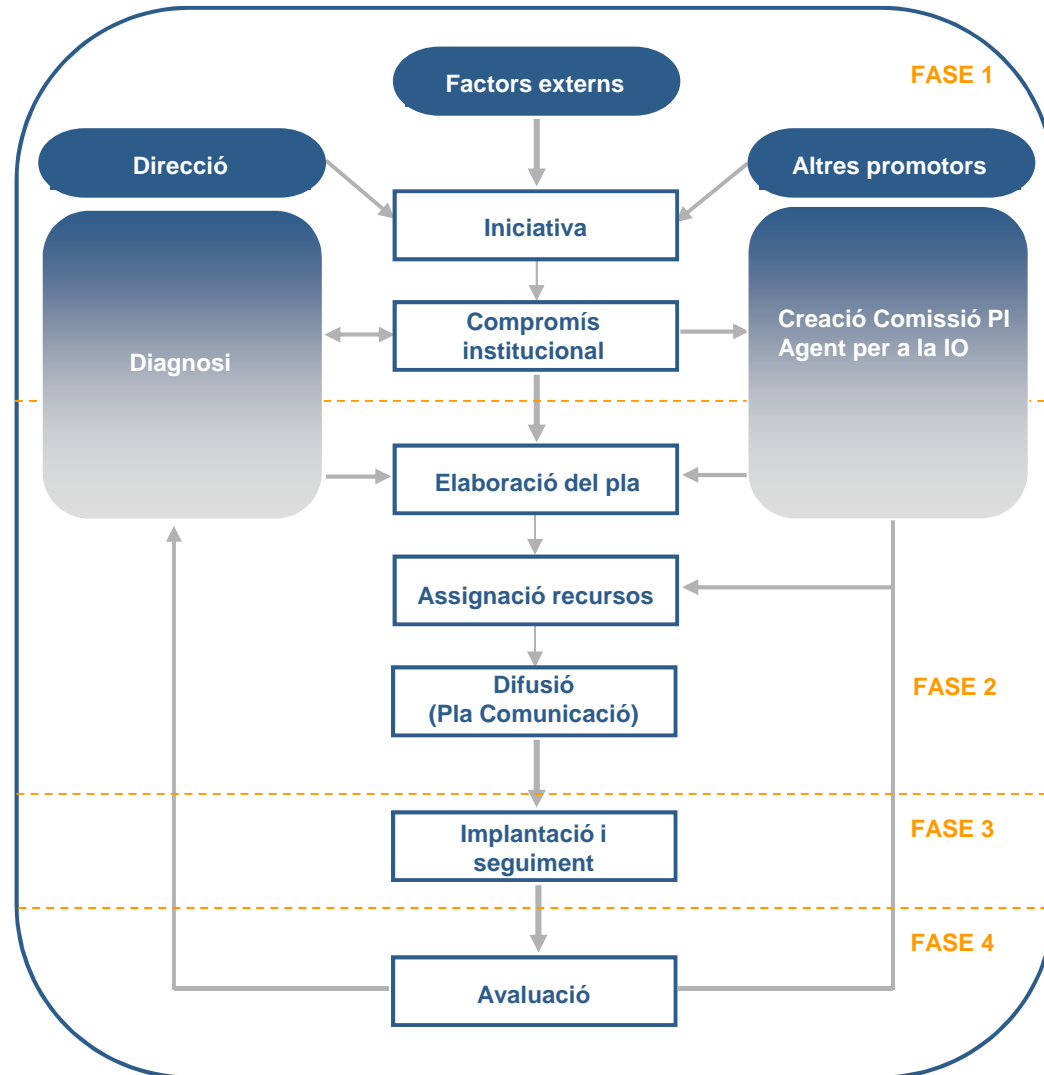 FASE 1
Factors externs
Direcció
Altres promotors
Iniciativa
Compromís
institucional
Creació Comissió PI
Agent per a la IO
Diagnosi
Elaboració del pla
Assignació recursos
Difusió
(Pla Comunicació)
FASE 2
FASE 3
Implantació i
seguiment
FASE 4
Avaluació